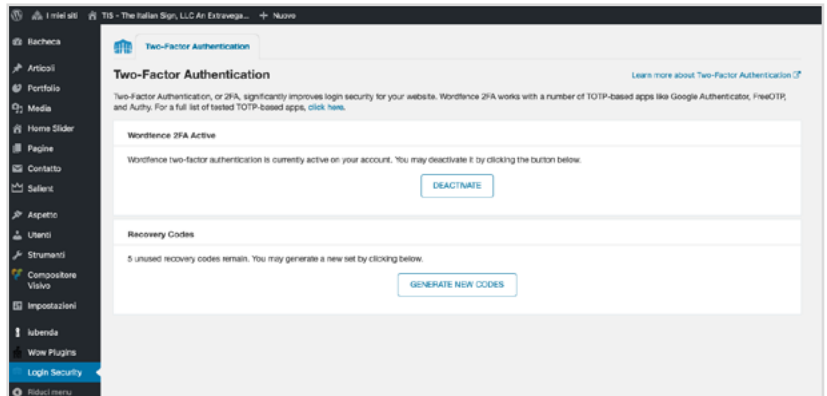 I miei siti TIS - The Italian Sign, LLC An Extravega... + Nuovo
Bacheca
Articoli
Portfolio
Media
Home Slider
Pagine
Contatto
Salient
Aspetto
Utenti
Strumenti
Compositore
Visivo
Impostazioni
iubenda
Wow Plugins
Login Security
Riduci menu
Two-Factor Authentication
Two-Factor Authentication
Learn more about Two-Factor Authentication
Two-Factor Authentication, or 2FA, significantly improves login security for your website. Wordfence 2FA works with a number of TOTP-based apps like Google Authenticator, FreeOTP,
and Authy. For a full list of tested TOTP-based apps, click here.
Wordfence 2FA Active
Wordfence two-factor authentication is currently active on your account. You may deactivate it by clicking the button below.
DEACTIVATE
Recovery Codes
5 unused recovery codes remain. You may generate a new set by clicking below.
GENERATE NEW CODES